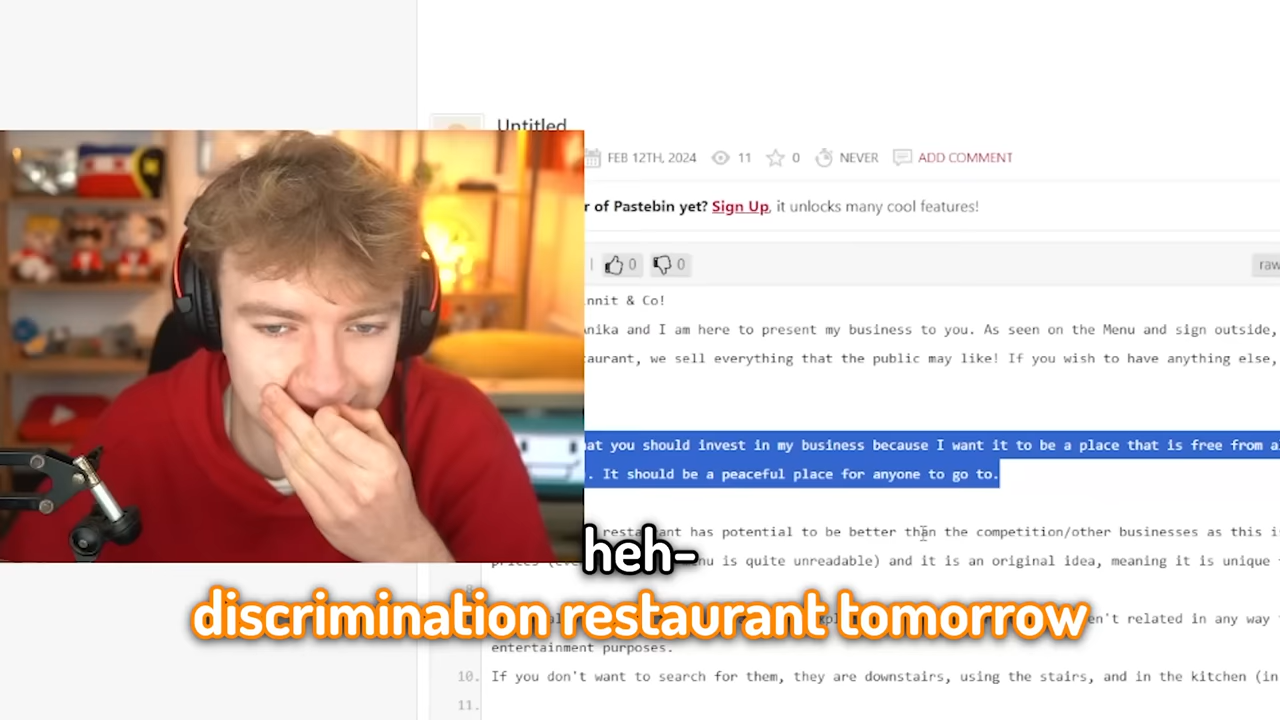 Untitled
FEB 12TH, 2024 11 0 NEVER ADD COMMENT
of Pastebin yet? Sign Up, it unlocks many cool features!
0 0 raw
nnit & Co!
nika and I am here to present my business to you. As seen on the Menu and sign outside,
taurant, we sell everything that the public may like! If you wish to have anything else,
at you should invest in my business because I want it to be a place that is free from a
. It should be a peaceful place for anyone to go to.
restaurant has potential to be better than the competition/other businesses as this i
nu is quite unreadable) and it is an original idea, meaning it is unique
heh-
discrimination restaurant tomorrow
n't related in any way
entertainment purposes.
10. If you don't want to search for them, they are downstairs, using the stairs, and in the kitchen (in
11.